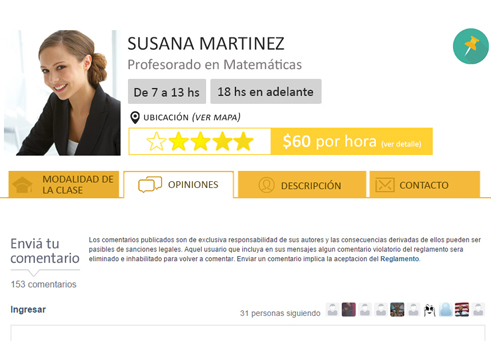 SUSANA MARTINEZ
Profesorado en Matemáticas
De 7 a 13 hs
18 hs en adelante
UBICACIÓN (VER MAPA)
$60 por hora (ver detalle)
MODALIDAD DE
LA CLASE
OPINIONES
DESCRIPCIÓN
CONTACTO
Enviá tu
comentario
153 comentarios
Los comentarios publicados son de exclusiva responsabilidad de sus autores y las consecuencias derivadas de ellos pueden ser
pasibles de sanciones legales. Aquel usuario que incluya en sus mensajes algun comentario violatorio del reglamento sera
eliminado e inhabilitado para volver a comentar. Enviar un comentario implica la aceptacion del Reglamento.
Ingresar
31 personas siguiendo